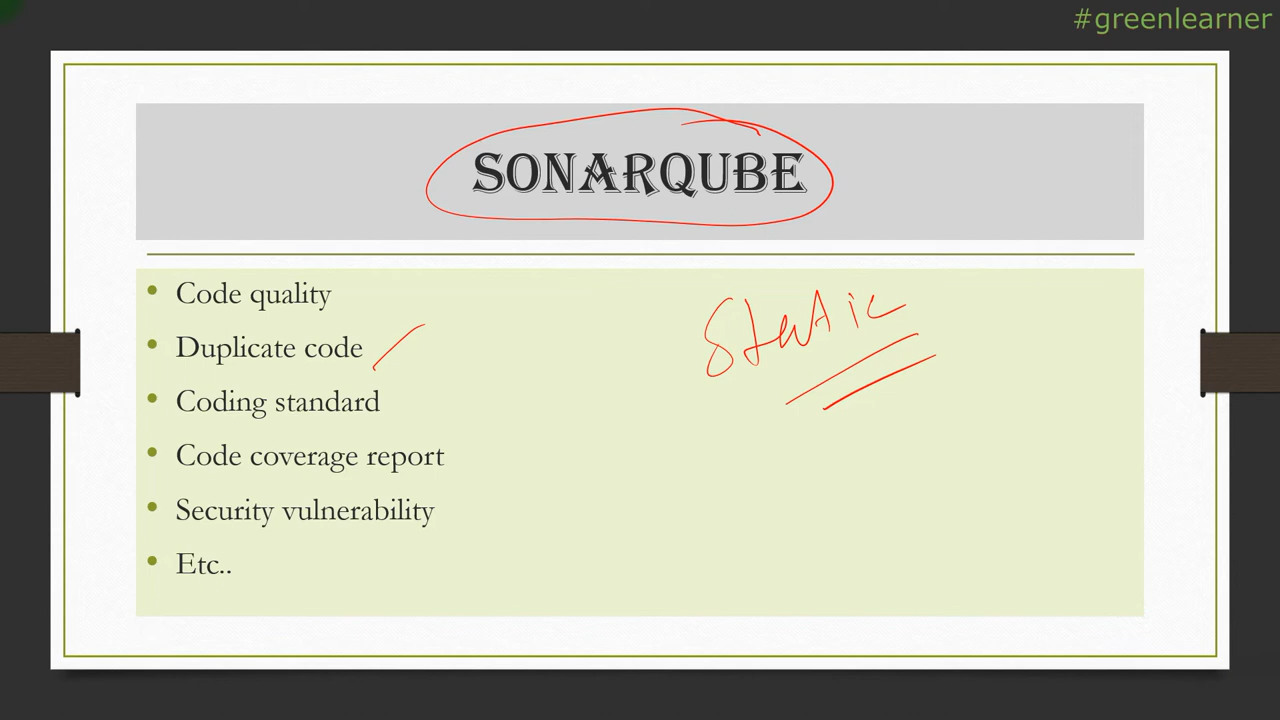 #greenlearner
SONARQUBE
• Code quality
• Duplicate code
• Coding standard
• Code coverage report
• Security vulnerability
• Etc..
Static